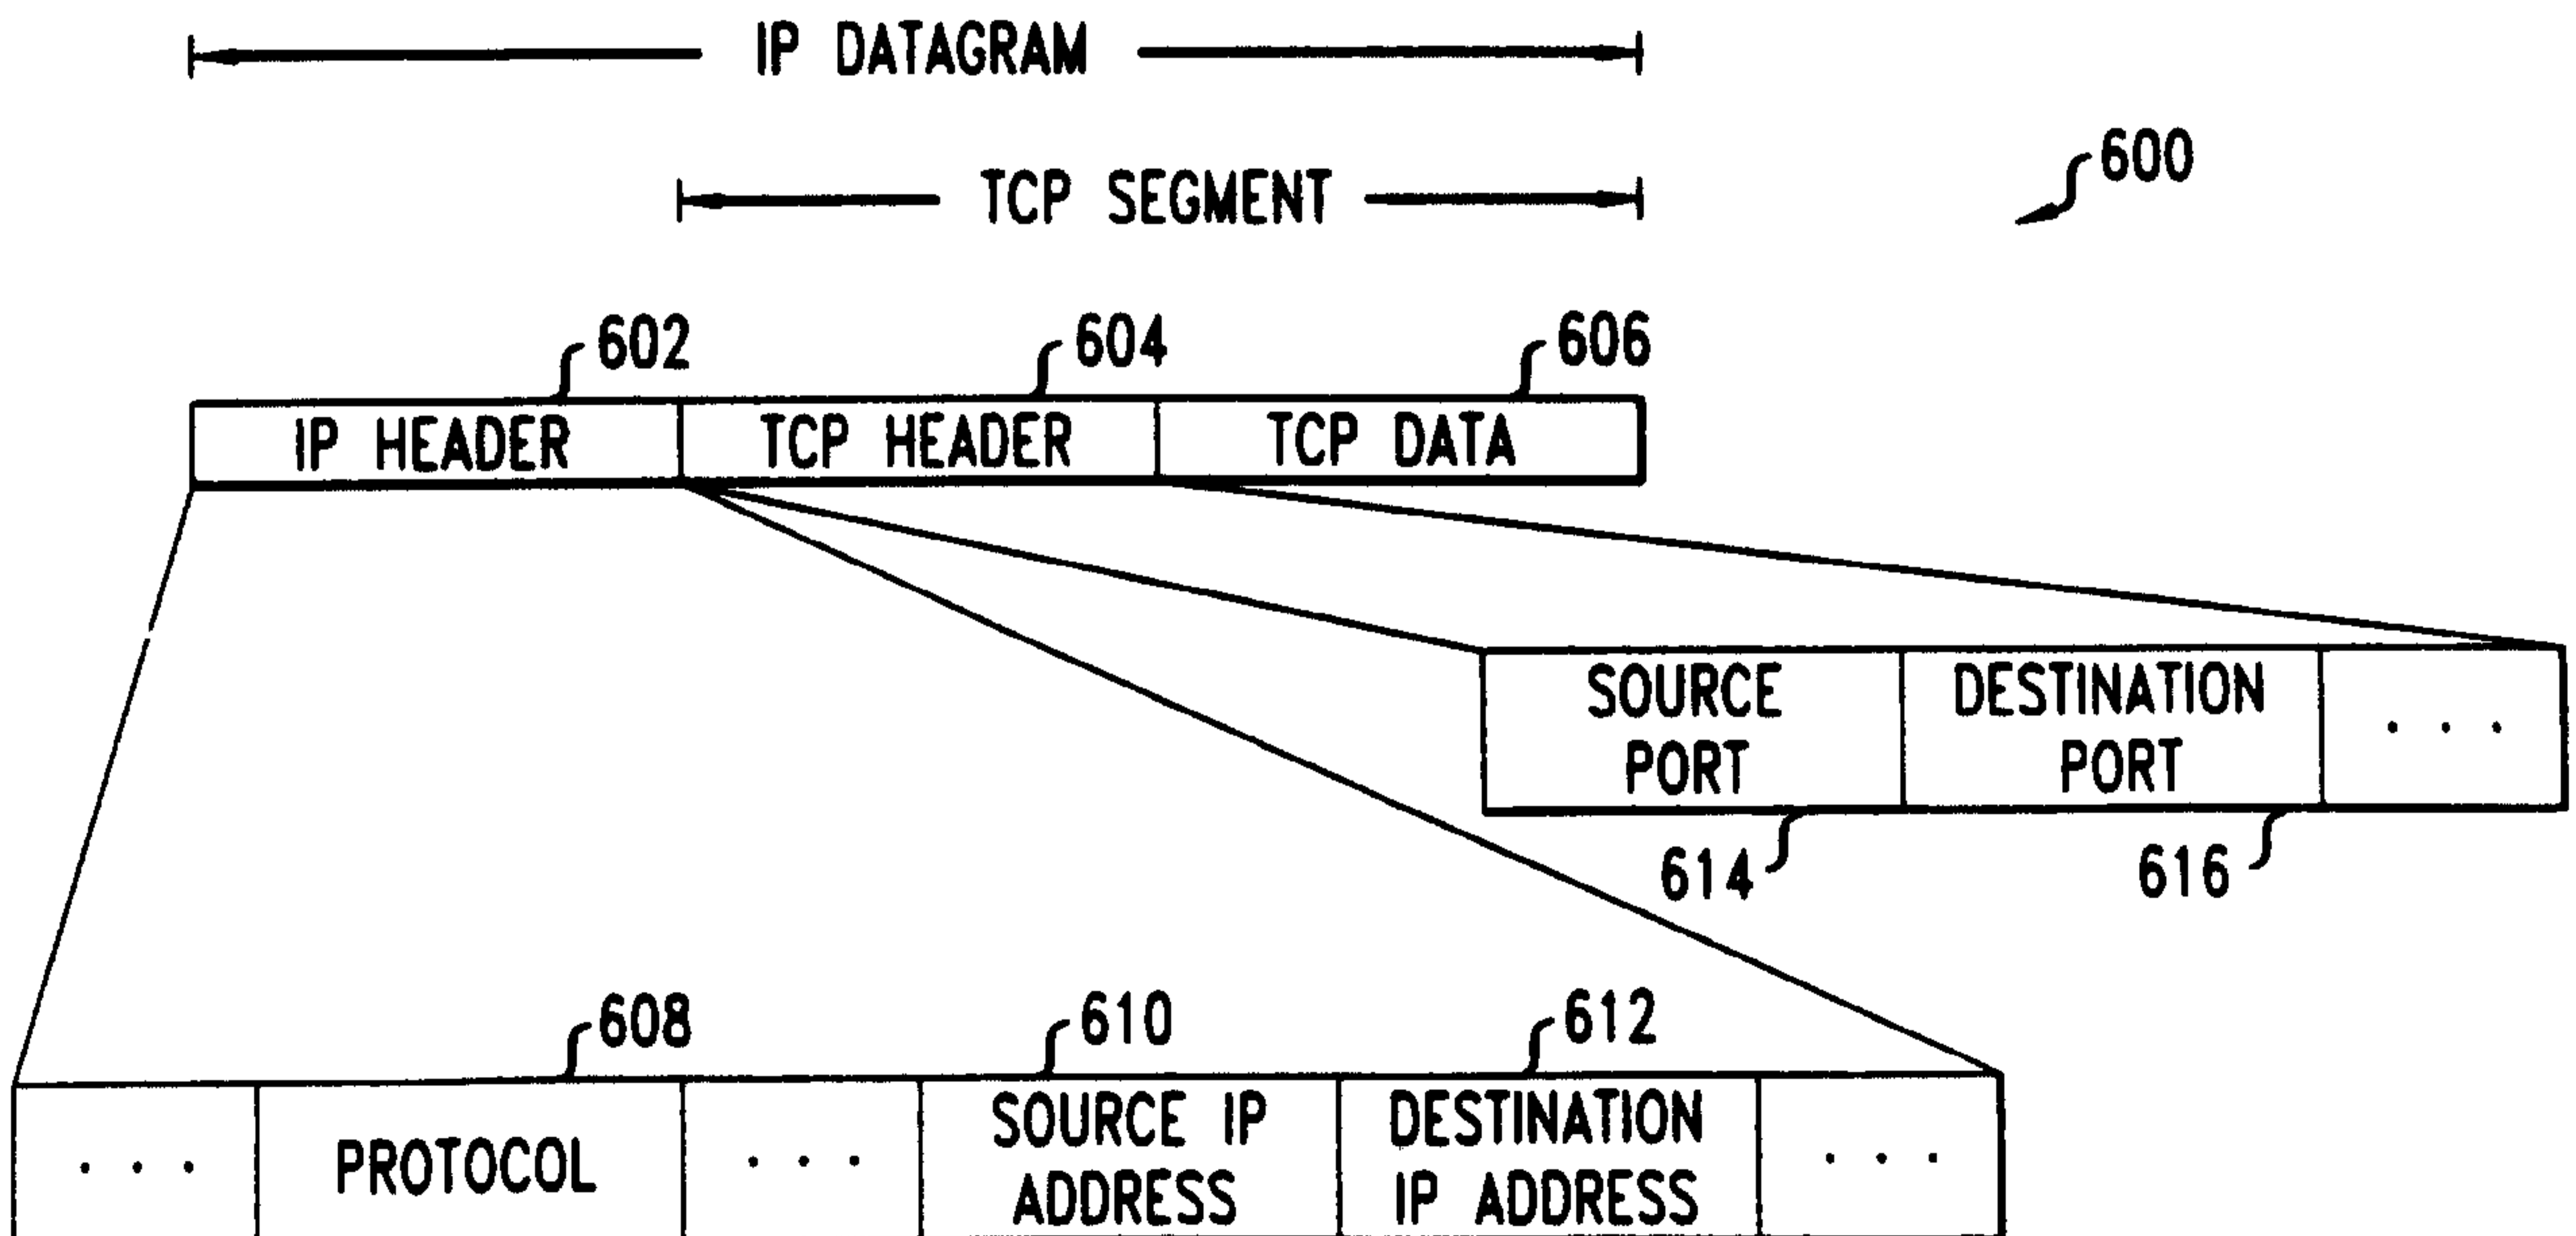 IP DATAGRAM
TCP SEGMENT
600
602
604
606
IP HEADER
TCP HEADER
TCP DATA
SOURCE
PORT
DESTINATION
PORT
. . .
614
616
608
610
612
. . .
PROTOCOL
. . .
SOURCE IP
ADDRESS
DESTINATION
IP ADDRESS
. . .